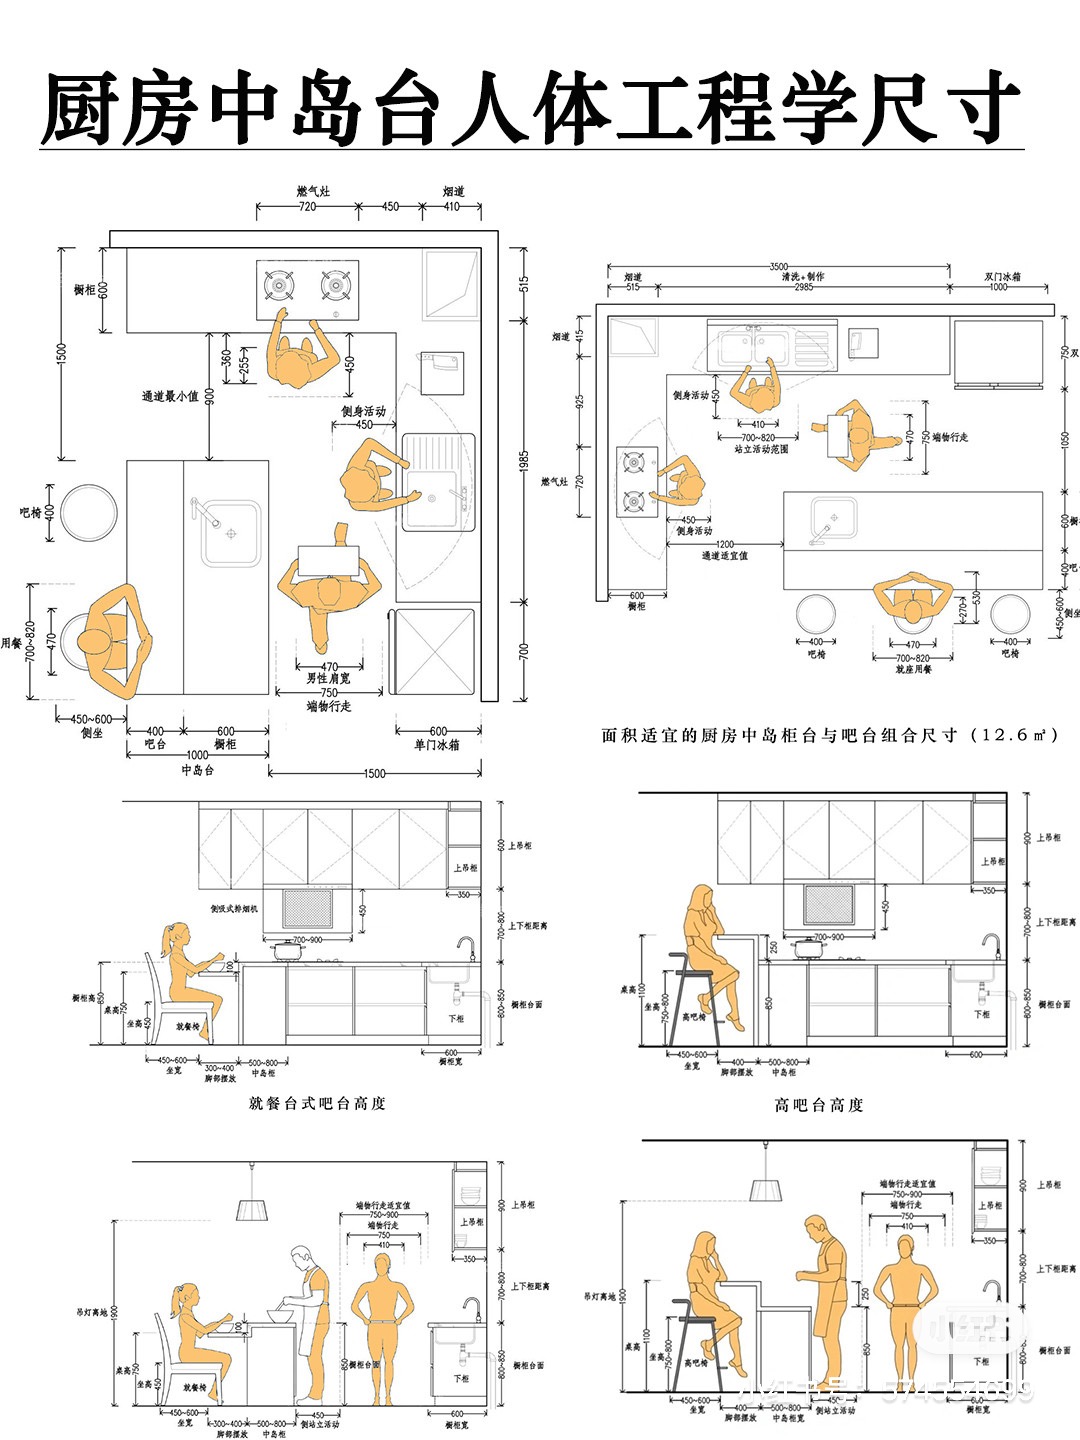 厨房中岛台人体工程学尺寸
燃气灶
烟道
720
450
410
橱柜
600
1500
515
360
255
450
通道最小值
900
侧身活动
450
1985
吧椅
400
用餐
700~820
470
470
男性肩宽
750
端物行走
700
450~600
侧坐
400
吧台
600
橱柜
1000
中岛台
600
单门冰箱
1500
3500
烟道
清洗+制作
双门冰箱
515
2985
1000
烟道
415
750
双
925
侧身活动
450
410
700~820
站立活动范围
470
750
端物行走
1050
燃气灶
720
450
侧身活动
1200
通道适宜值
600
橱柜
600
400
吧
400
吧椅
270
530
470
700~820
就座用餐
400
吧椅
450~600
侧坐
面积适宜的厨房中岛柜台与吧台组合尺寸 (12.6㎡)
600
上吊柜
上吊柜
350
侧吸式排烟机
450
700~900
700~800
上下柜距离
100
橱柜高
850
桌高
750
坐高
450
就餐椅
下柜
800~850
橱柜台面
450~600
坐宽
300~400
脚部摆放
500~800
中岛柜
600
橱柜宽
就餐台式吧台高度
900
上吊柜
上吊柜
350
450
700~900
700~800
上下柜距离
250
桌高
1100
坐高
750~800
高吧椅
850
下柜
800~850
橱柜台面
450~600
坐宽
400
脚部摆放
500~800
中岛柜
600
高吧台高度
900
上吊柜
上吊柜
350
端物行走适宜值
750~900
端物行走
750
410
700~800
上下柜距离
吊灯离地
1900
100
桌高
750
坐高
450
就餐椅
850
橱柜台面
下柜
800~850
橱柜台面
450~600
坐宽
300~400
脚部摆放
500~800
中岛柜
450
侧站立活动
600
橱柜宽
900
上吊柜
上吊柜
350
端物行走适宜值
750~900
端物行走
750
410
700~800
上下柜距离
吊灯离地
1900
250
桌高
1100
坐高
750~800
高吧椅
850
下柜
橱柜台面
450~600
坐宽
400
脚部摆放
500~800
中岛柜宽
450
侧站立活动
600
橱柜宽
小红书